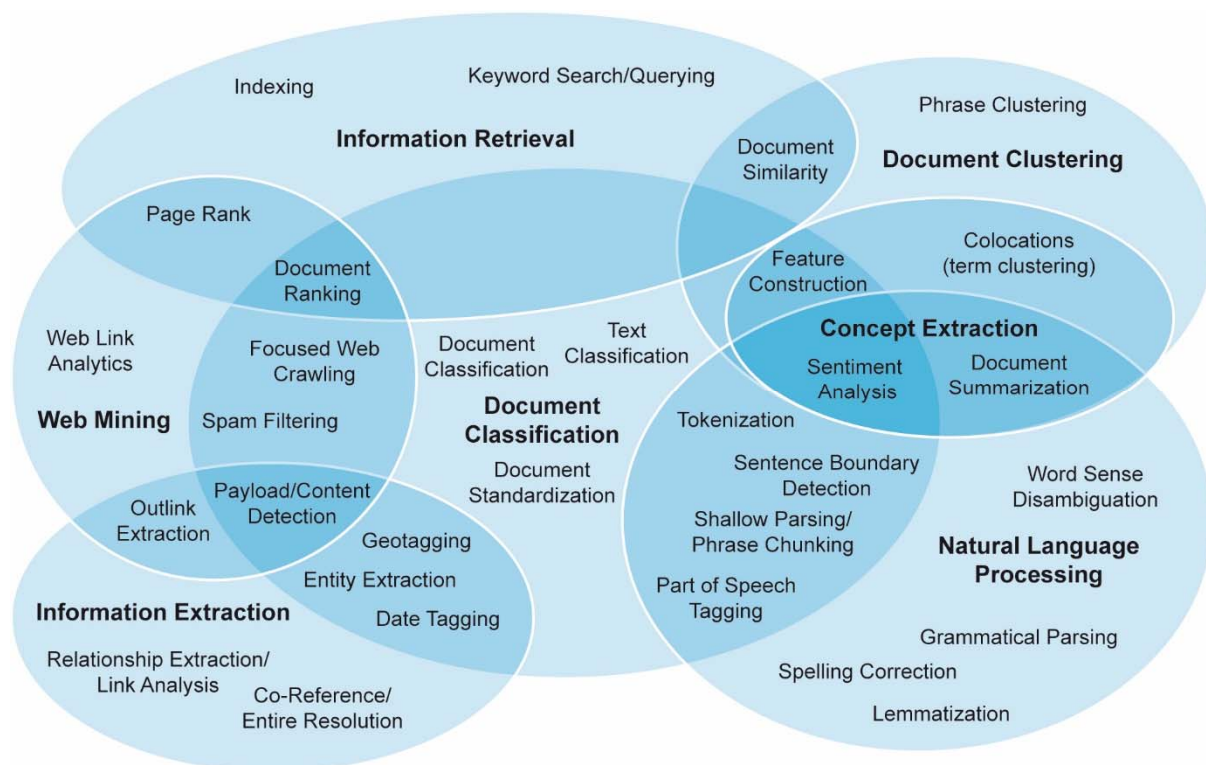 Indexing
Keyword Search/Querying
Information Retrieval
Phrase Clustering
Document Clustering
Document
Similarity
Page Rank
Document
Ranking
Feature
Construction
Colocations
(term clustering)
Concept Extraction
Sentiment
Analysis
Document
Summarization
Web Link
Analytics
Web Mining
Focused Web
Crawling
Spam Filtering
Document
Classification
Text
Classification
Document
Classification
Document
Standardization
Tokenization
Sentence Boundary
Detection
Shallow Parsing/
Phrase Chunking
Part of Speech
Tagging
Word Sense
Disambiguation
Natural Language
Processing
Outlink
Extraction
Payload/Content
Detection
Geotagging
Entity Extraction
Date Tagging
Information Extraction
Relationship Extraction/
Link Analysis
Co-Reference/
Entire Resolution
Grammatical Parsing
Spelling Correction
Lemmatization